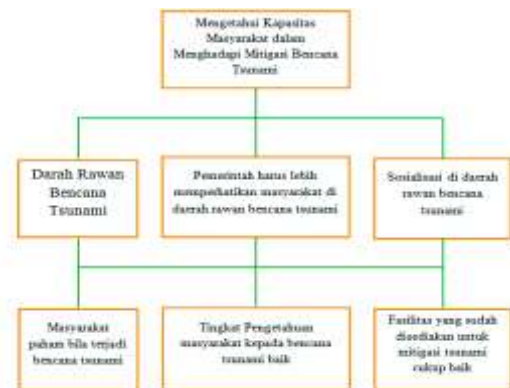 Mengetahui Kapasitas
Masyarakat dalam
Menghadapi Mitigasi Bencana
Tsunami
Darah Rawan
Bencana
Tsunami
Pemerintah harus lebih
memperhatikan masyarakat di
daerah rawan bencana tsunami
Sosialisasi di daerah
rawan bencana
tsunami
Masyarakat
paham bila terjadi
bencana tsunami
Tingkat Pengetahuan
masyarakat kepada bencana
tsunami baik
Fasilitas yang sudah
disediakan untuk
mitigasi tsunami
cukup baik